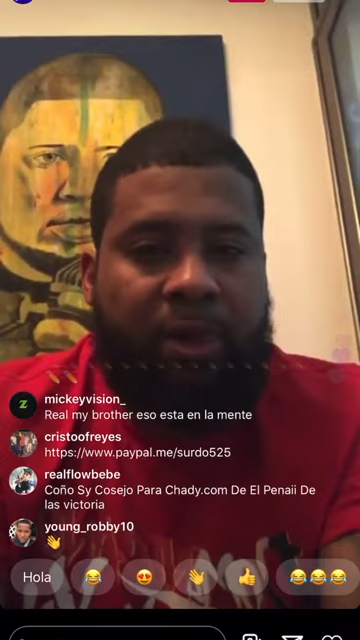 mickeyvision_
Real my brother eso esta en la mente
cristoofreyes
https://www.paypal.me/surdo525
realflowbebe
Coño Sy Cosejo Para Chady.com De El Penaii De
las victoria
young_robby10
👋
Hola 😂 😍 👋 👍 😂😂😂